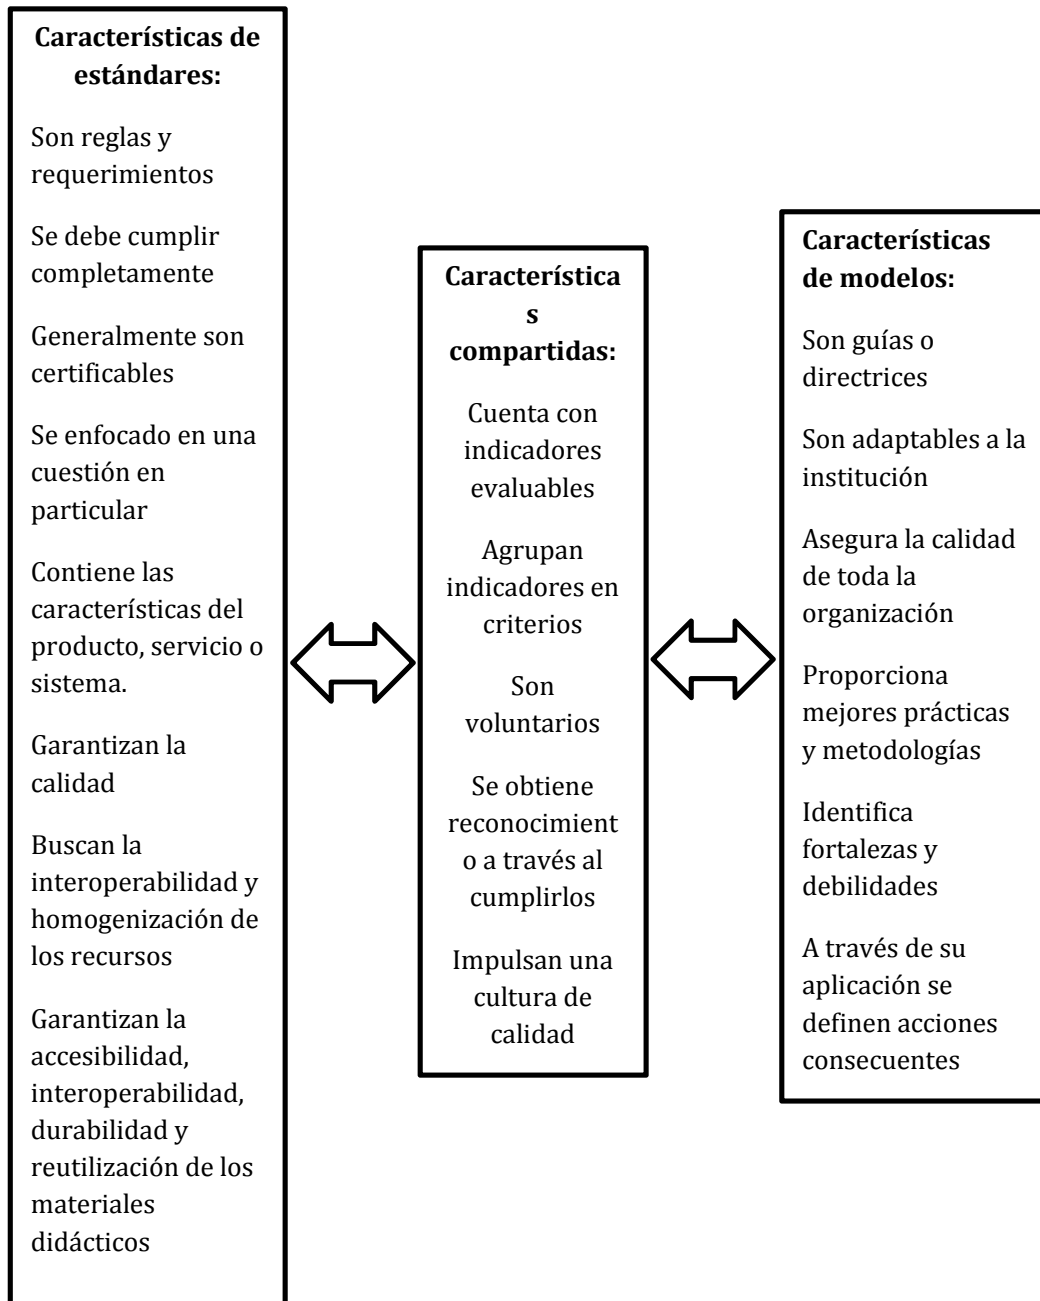 Características de
estándares:
Son reglas y
requerimientos
Se debe cumplir
completamente
Generalmente son
certificables
Se enfocado en una
cuestión en
particular
Contiene las
características del
producto, servicio o
sistema.
Garantizan la
calidad
Buscan la
interoperabilidad y
homogenización de
los recursos
Garantizan la
accesibilidad,
interoperabilidad,
durabilidad y
reutilización de los
materiales
didácticos
Característica
s
compartidas:
Cuenta con
indicadores
evaluables
Agrupan
indicadores en
criterios
Son
voluntarios
Se obtiene
reconocimient
o a través al
cumplirlos
Impulsan una
cultura de
calidad
Características
de modelos:
Son guías o
directrices
Son adaptables a la
institución
Asegura la calidad
de toda la
organización
Proporciona
mejores prácticas
y metodologías
Identifica
fortalezas y
debilidades
A través de su
aplicación se
definen acciones
consecuentes